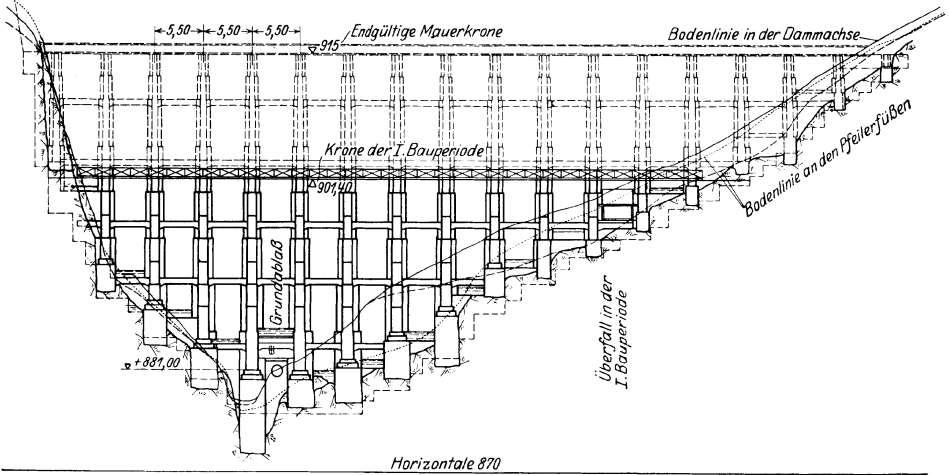 5,50 5,50 5,50
Endgültige Mauerkrone
915
Bodenlinie in der Dammachse
Krone der I. Bauperiode
901,40
Bodenlinie an den Pfeilerfüßen
Grundablaß
Überfall in der
I. Bauperiode
+881,00
Horizontale 870